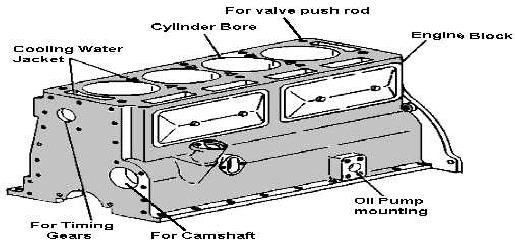 For valve push rod
Cylinder Bore
Engine Block
Cooling Water
Jacket
Oil Pump
mounting
For Timing
Gears
For Camshaft